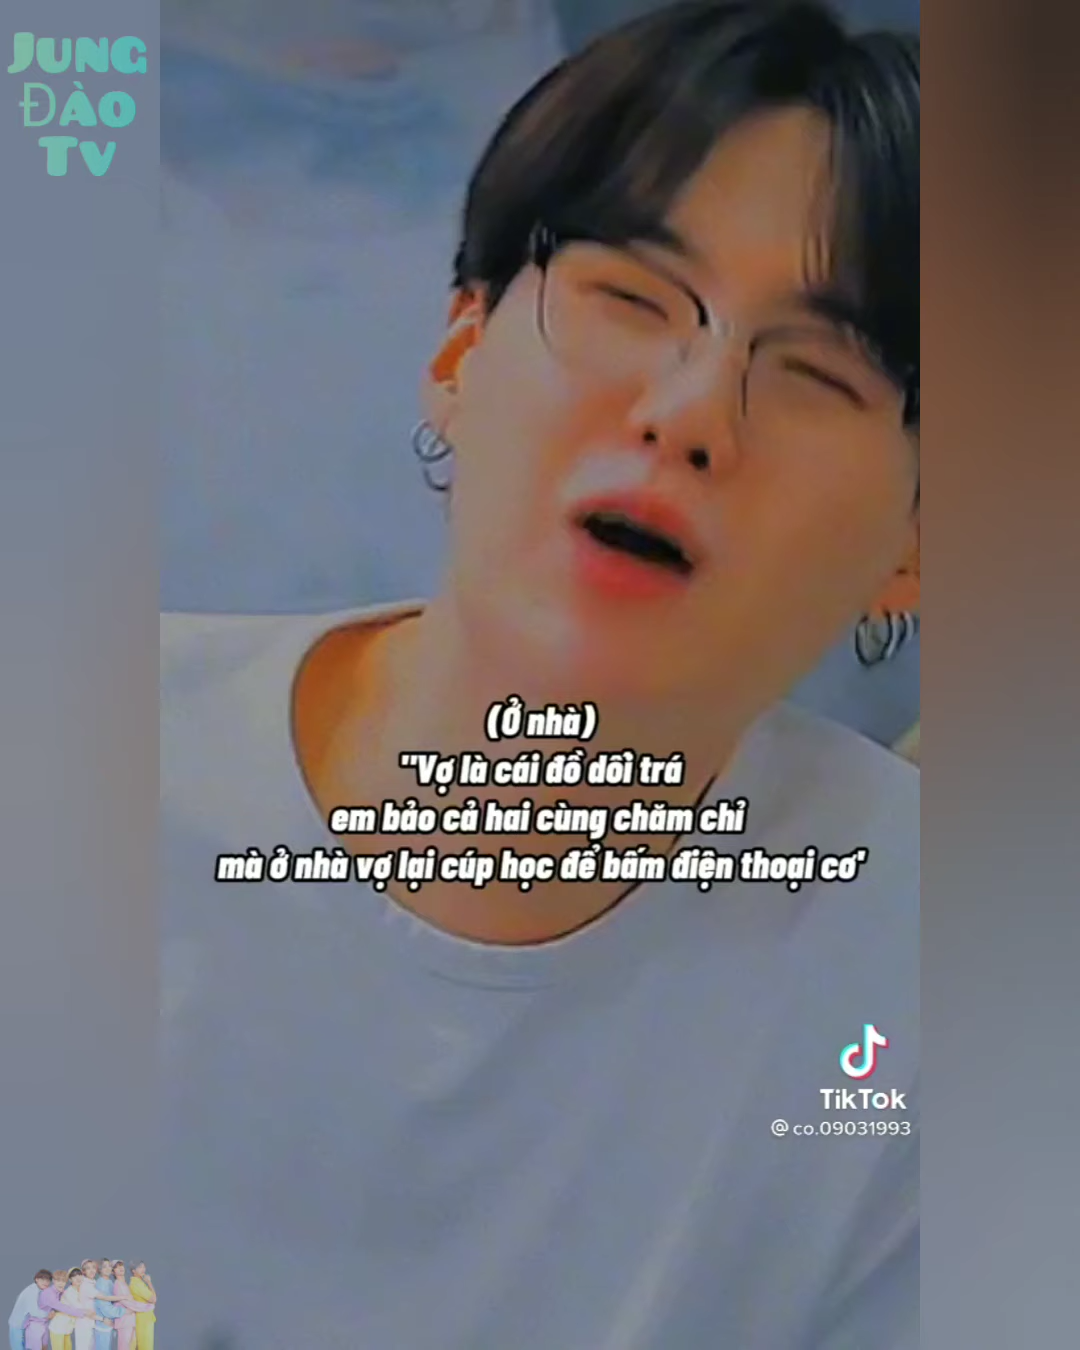 JUNG
ĐÀO
TV
(Ở nhà)
"Vợ là cái đồ dối trá
em bảo cả hai cùng chăm chỉ
mà ở nhà vợ lại cúp học để bấm điện thoại cơ'
TikTok
@co.09031993